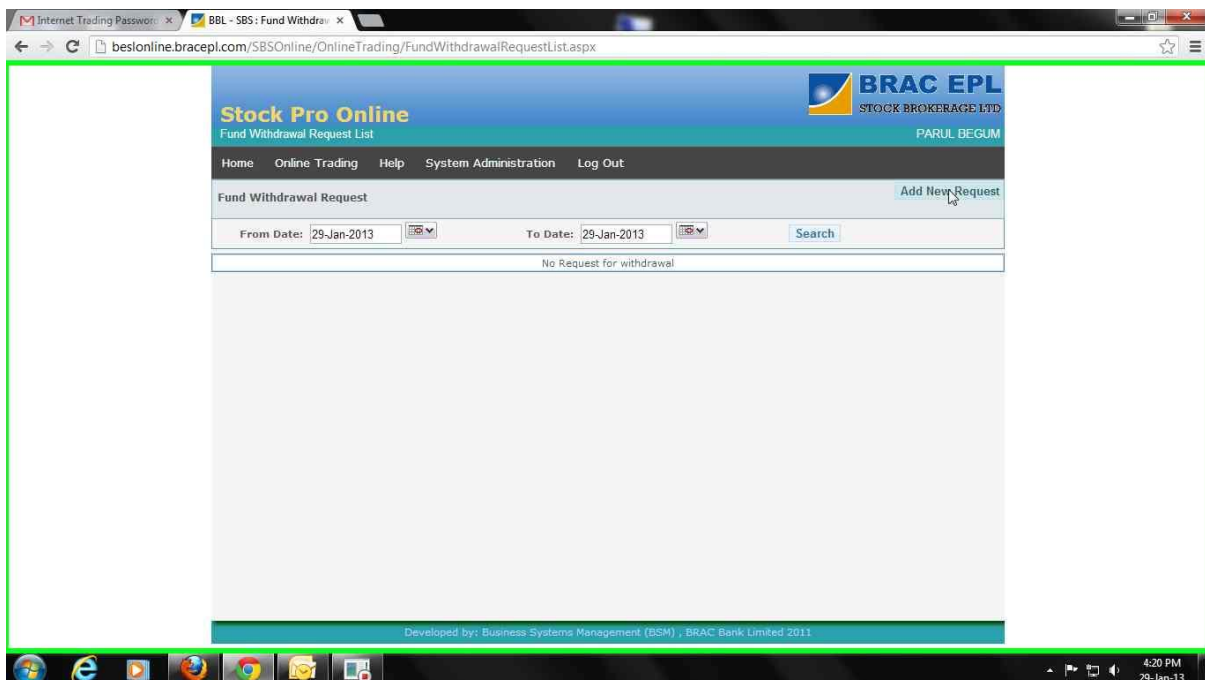 Internet Trading Password
BBL - SBS : Fund Withdrav
beslonline.bracepl.com/SBSOnline/OnlineTrading/FundWithdrawalRequestList.aspx
BRAC EPL
STOCK BROKERAGE LTD
Stock Pro Online
Fund Withdrawal Request List
PARUL BEGUM
Home Online Trading Help System Administration Log Out
Fund Withdrawal Request
Add New Request
From Date: 29-Jan-2013 To Date: 29-Jan-2013 Search
No Request for withdrawal
Developed by: Business Systems Management (BSM) , BRAC Bank Limited 2011
4:20 PM
29-Jan-13